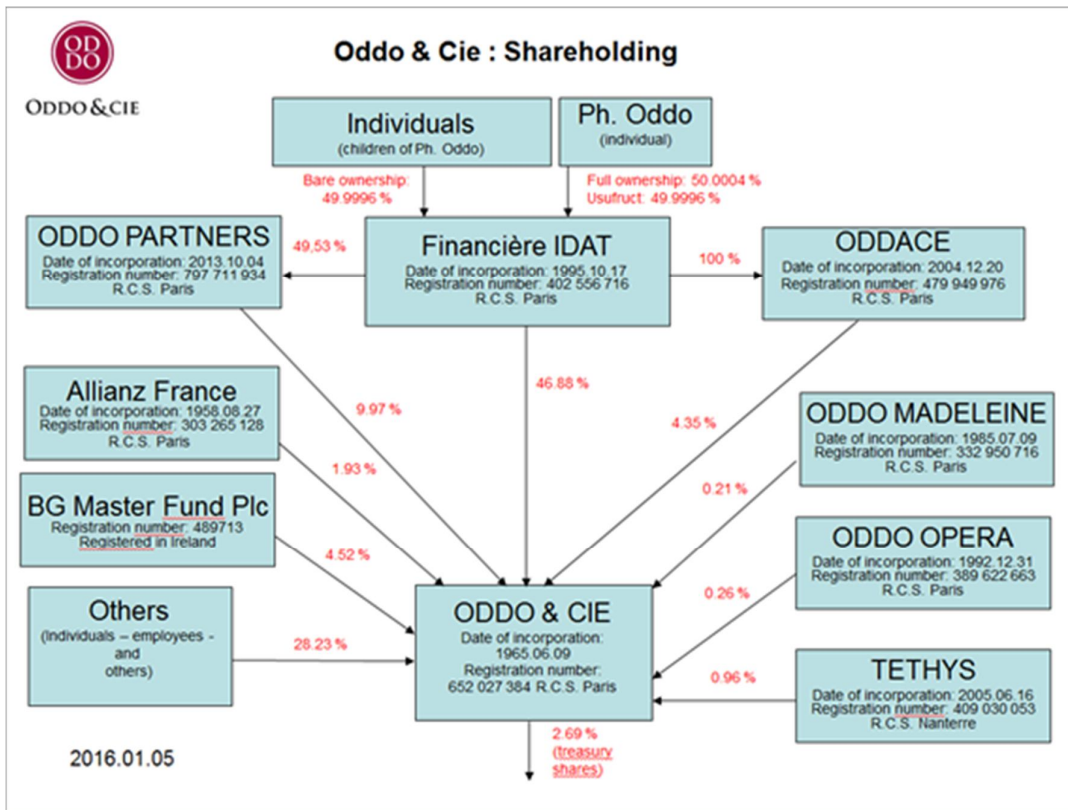 OD
DO
ODDO & CIE
Oddo & Cie : Shareholding
Individuals
(children of Ph. Oddo)
Ph. Oddo
(individual)
Bare ownership:
49.9996 %
Full ownership: 50.0004 %
Usufruct: 49.9996 %
ODDO PARTNERS
Date of incorporation: 2013.10.04
Registration number: 797 711 934
R.C.S. Paris
49,53 %
Financière IDAT
Date of incorporation: 1995.10.17
Registration number: 402 556 716
R.C.S. Paris
100 %
ODDACE
Date of incorporation: 2004.12.20
Registration number: 479 949 976
R.C.S. Paris
Allianz France
Date of incorporation: 1958.08.27
Registration number: 303 265 128
R.C.S. Paris
9.97 %
46.88 %
4.35 %
1.93 %
ODDO MADELEINE
Date of incorporation: 1985.07.09
Registration number: 332 950 716
R.C.S. Paris
0.21 %
BG Master Fund Plc
Registration number: 489713
Registered in Ireland
4.52 %
ODDO OPERA
Date of incorporation: 1992.12.31
Registration number: 389 622 663
R.C.S. Paris
0.26 %
Others
(Individuals – employees -
and
others)
28.23 %
ODDO & CIE
Date of incorporation:
1965.06.09
Registration number:
652 027 384 R.C.S. Paris
0.96 %
TETHYS
Date of incorporation: 2005.06.16
Registration number: 409 030 053
R.C.S. Nanterre
2.69 %
(treasury
shares)
2016.01.05